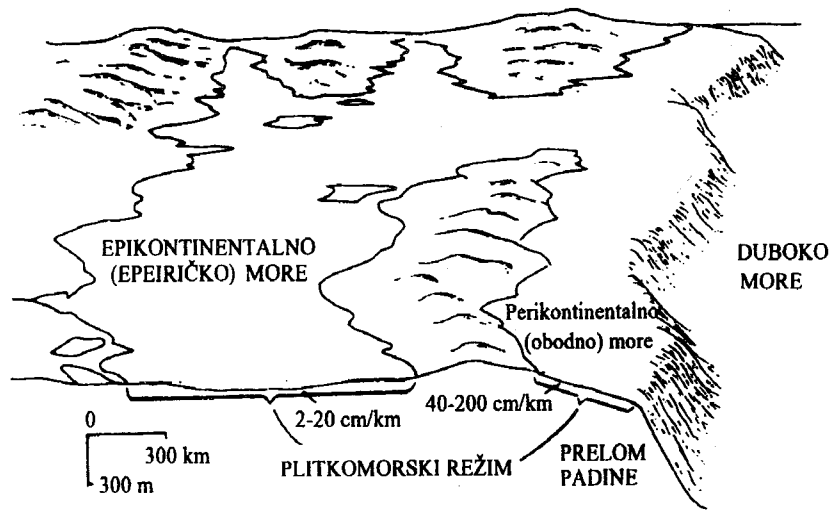 EPIKONTINENTALNO
(EPEIRIČKO) MORE
DUBOKO
MORE
Perikontinentalno
(obodno) more
2-20 cm/km
40-200 cm/km
0
300 km
300 m
PLITKOMORSKI REŽIM
PRELOM
PADINE